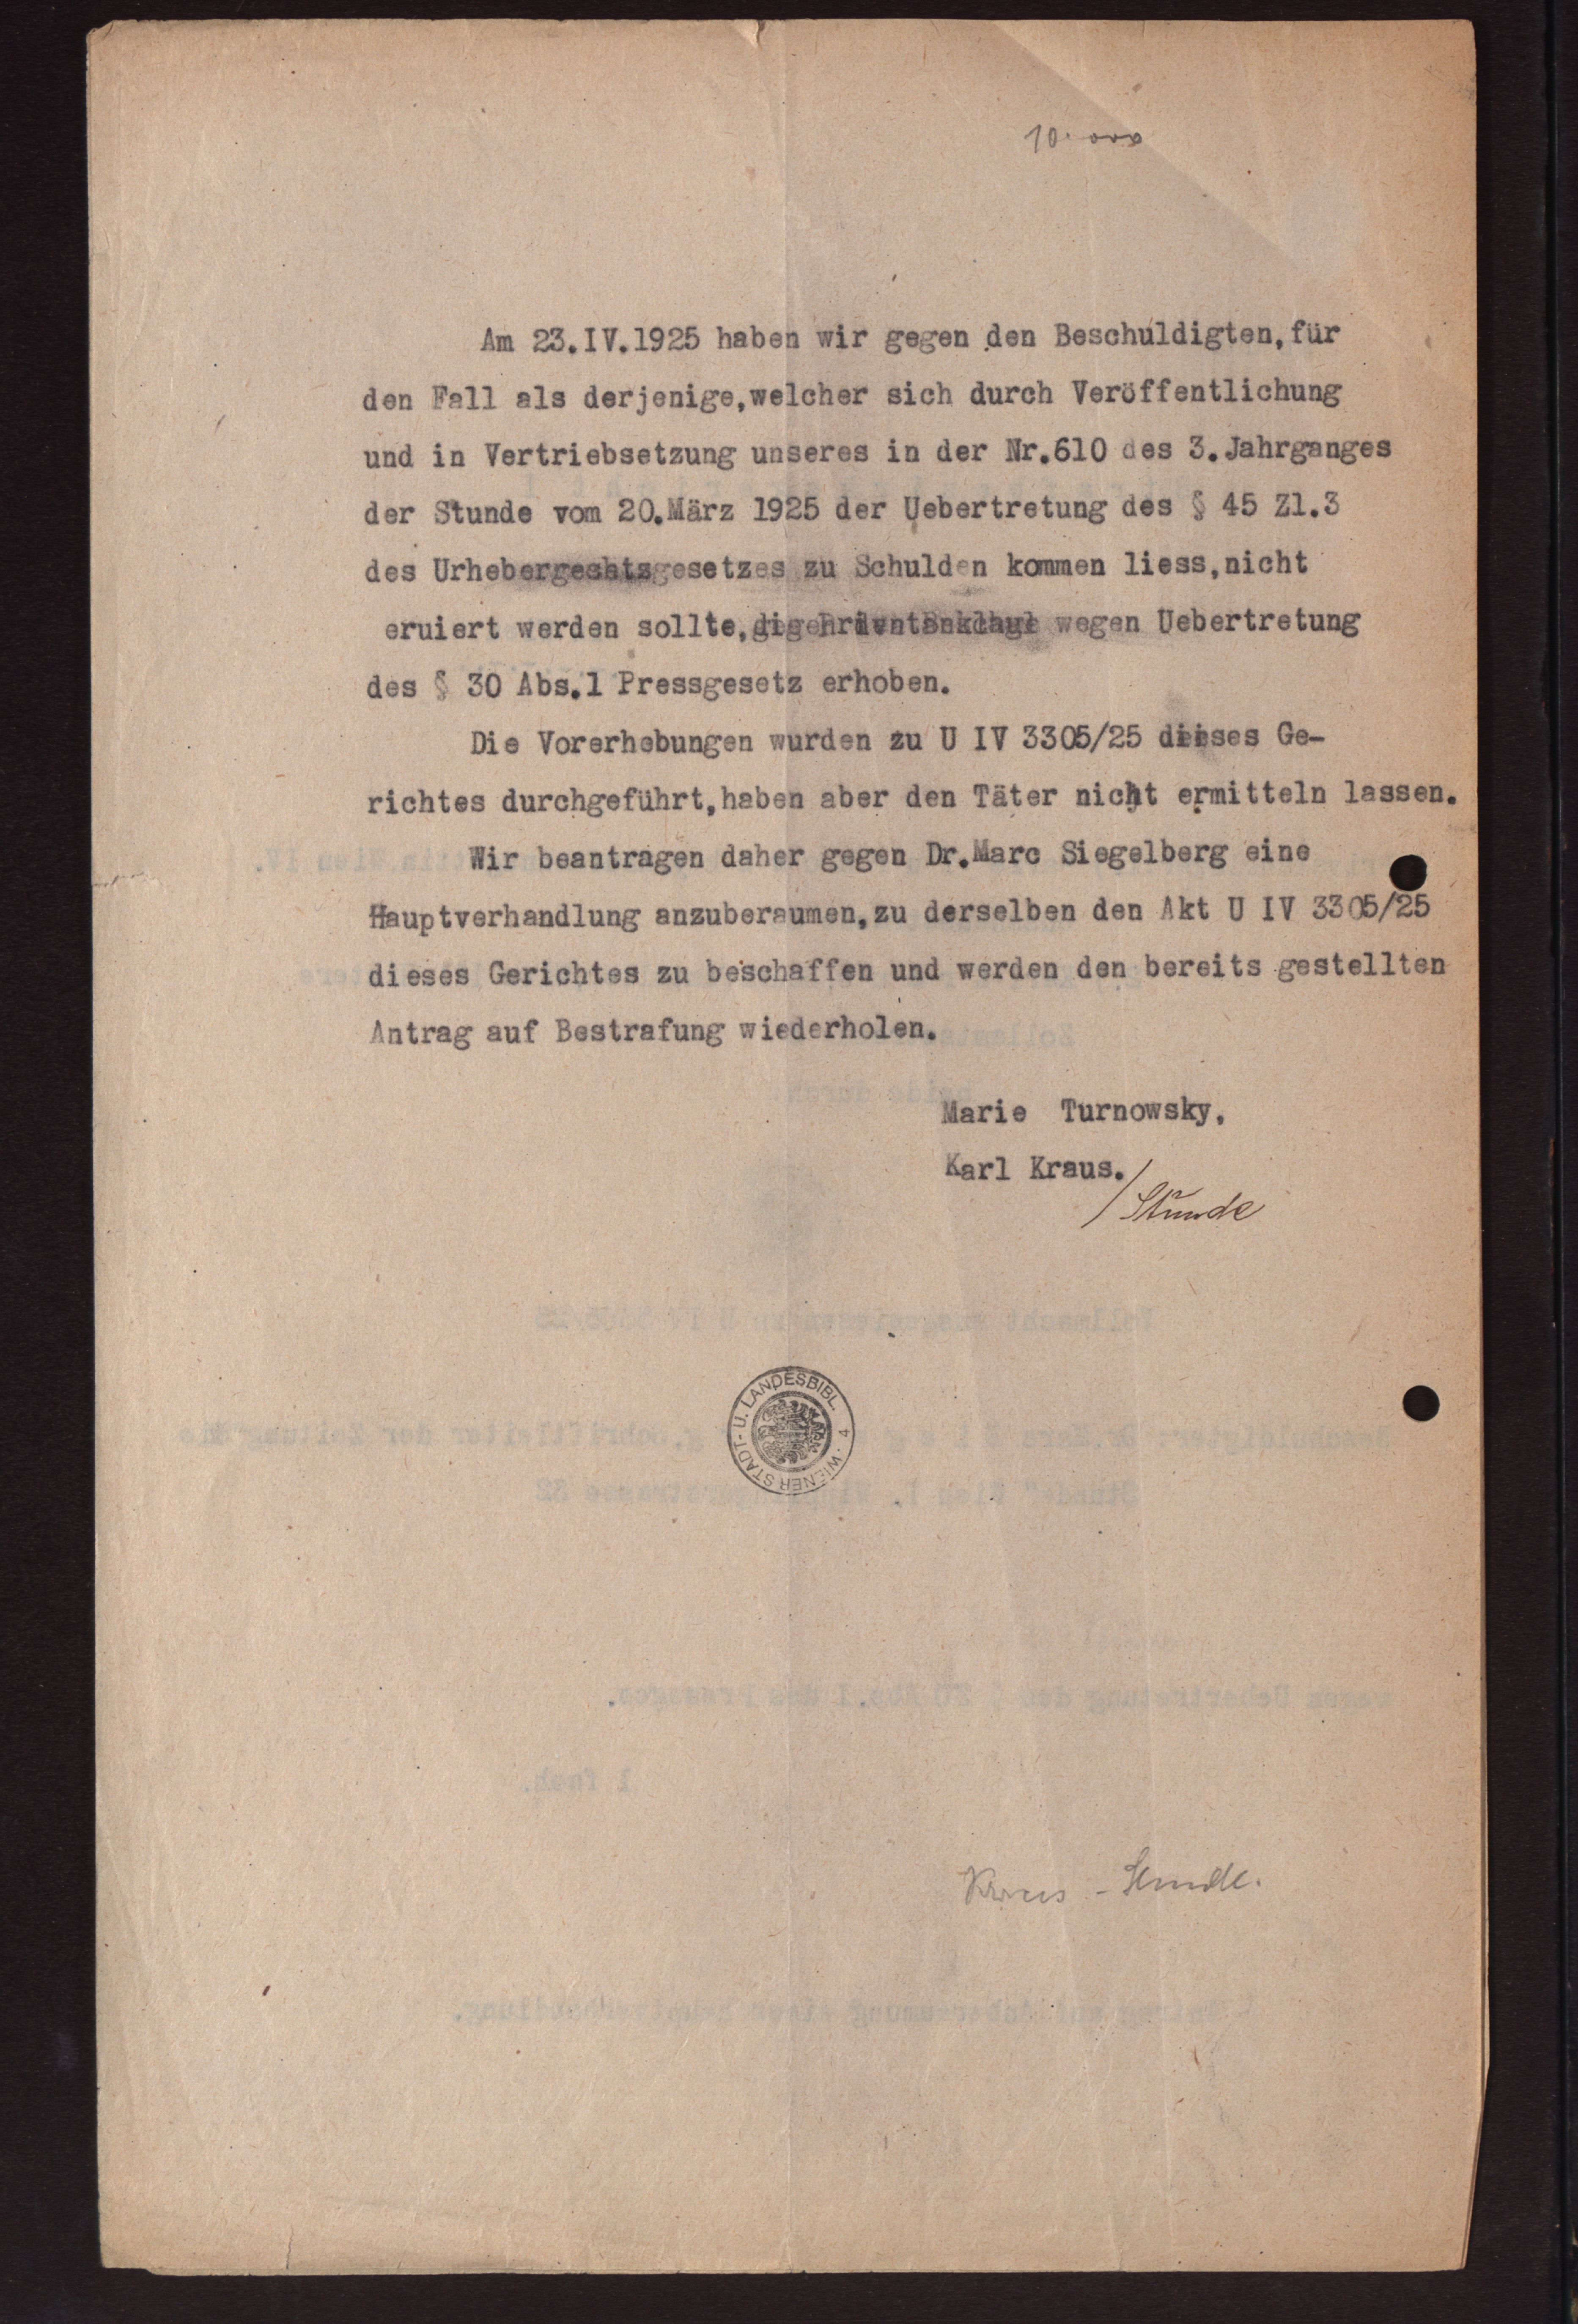 10.000
Am 23.IV.1925 haben wir gegen den Beschuldigten,für
den Fall als derjenige,welcher sich durch Veröffentlichung
und in Vertriebsetzung unseres in der Nr.610 des 3.Jahrganges
der Stunde vom 20.März 1925 der Uebertretung des § 45 Zl.3
des Urhebergesetzes zu Schulden kommen liess,nicht
eruiert werden sollte, wegen Uebertretung
des § 30 Abs.1 Pressgesetz erhoben.
Die Vorerhebungen wurden zu U IV 3305/25 dieses Ge-
richtes durchgeführt,haben aber den Täter nicht ermitteln lassen.
Wir beantragen daher gegen Dr.Marc Siegelberg eine
Hauptverhandlung anzuberaumen,zu derselben den Akt U IV 3305/25
dieses Gerichtes zu beschaffen und werden den bereits gestellten
Antrag auf Bestrafung wiederholen.
Marie Turnowsky,
Karl Kraus.
/Stunde
WIENER STADT- U. LANDESBIBL. 4
Kraus - Stunde.